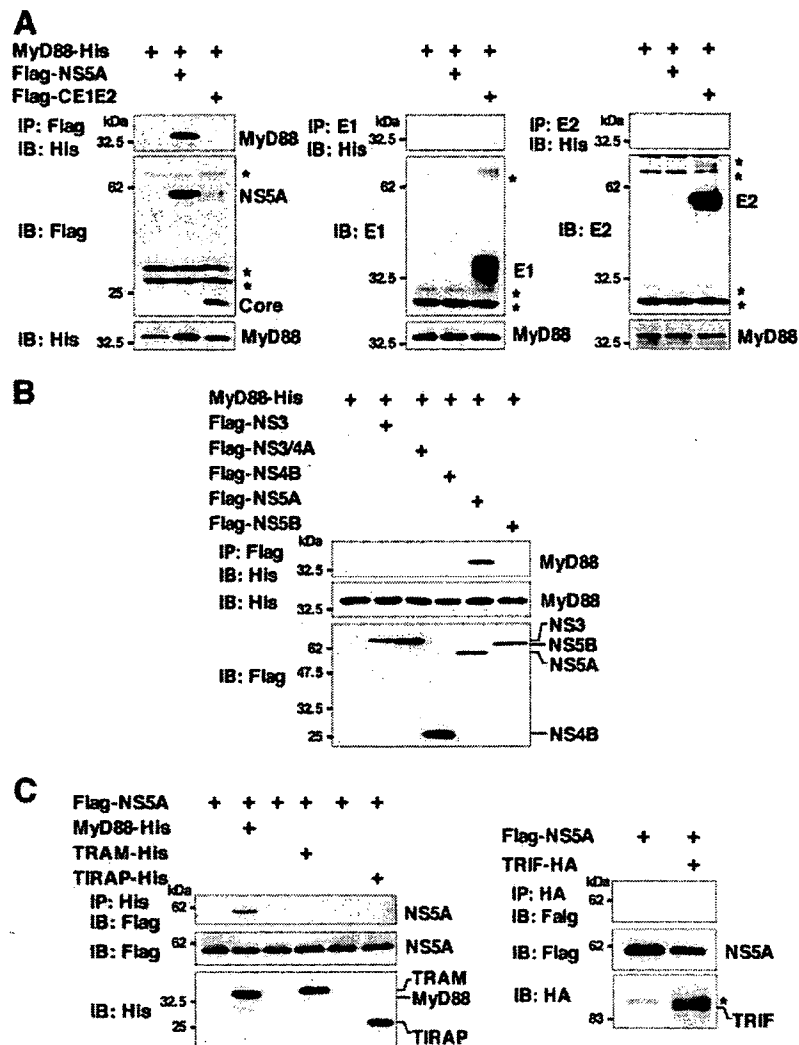 A
MyD88-His + + + + + + + + +
Flag-NS5A + + +
Flag-CE1E2 + + +
IP: Flag
IB: His
kDa
32.5
MyD88
IB: Flag
62
25
*
NS5A
*
*
Core
IB: His
32.5
MyD88
IP: E1
IB: His
kDa
32.5
IB: E1
62
32.5
*
E1
*
*
32.5
MyD88
IP: E2
IB: His
kDa
32.5
IB: E2
62
32.5
*
*
E2
*
*
32.5
MyD88
B
MyD88-His + + + + + +
Flag-NS3 +
Flag-NS3/4A +
Flag-NS4B +
Flag-NS5A +
Flag-NS5B +
IP: Flag
IB: His
kDa
32.5
MyD88
IB: His
32.5
MyD88
IB: Flag
62
47.5
32.5
25
NS3
NS5B
NS5A
NS4B
C
Flag-NS5A + + + + + +
MyD88-His +
TRAM-His +
TIRAP-His +
IP: His
IB: Flag
kDa
62
NS5A
IB: Flag
62
NS5A
IB: His
32.5
25
TRAM
MyD88
TIRAP
Flag-NS5A + +
TRIF-HA +
IP: HA
IB: Falg
kDa
62
IB: Flag
62
NS5A
IB: HA
83
*
TRIF